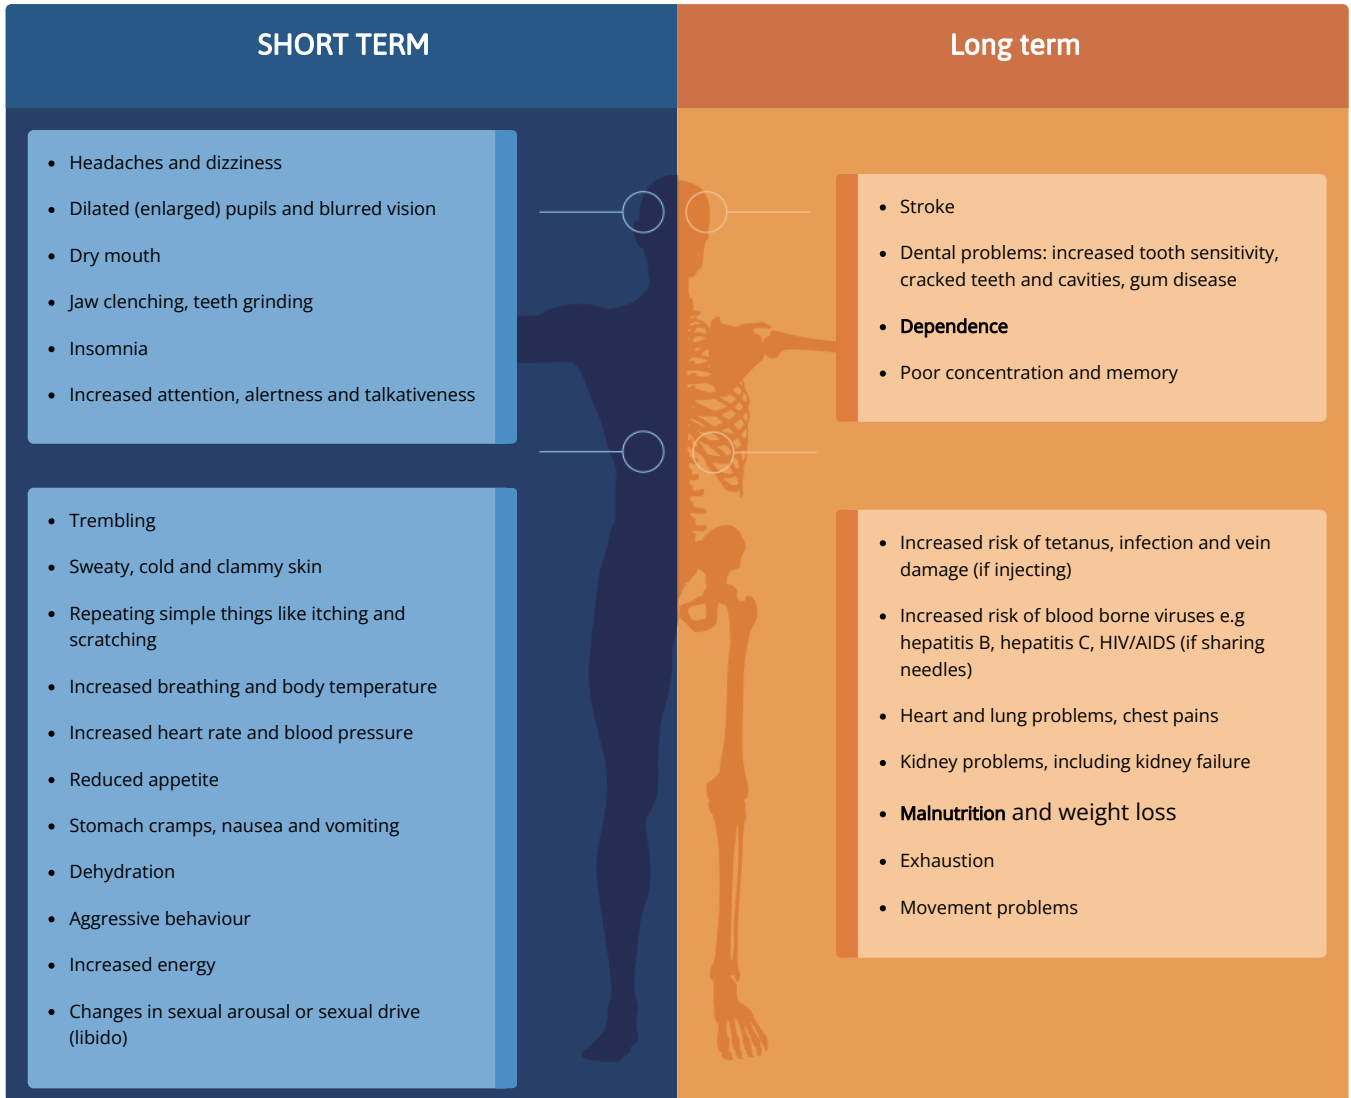 SHORT TERM
• Headaches and dizziness
• Dilated (enlarged) pupils and blurred vision
• Dry mouth
• Jaw clenching, teeth grinding
• Insomnia
• Increased attention, alertness and talkativeness
• Trembling
• Sweaty, cold and clammy skin
• Repeating simple things like itching and
scratching
• Increased breathing and body temperature
• Increased heart rate and blood pressure
• Reduced appetite
• Stomach cramps, nausea and vomiting
• Dehydration
• Aggressive behaviour
• Increased energy
• Changes in sexual arousal or sexual drive
(libido)
Long term
• Stroke
• Dental problems: increased tooth sensitivity,
cracked teeth and cavities, gum disease
• Dependence
• Poor concentration and memory
• Increased risk of tetanus, infection and vein
damage (if injecting)
• Increased risk of blood borne viruses e.g
hepatitis B, hepatitis C, HIV/AIDS (if sharing
needles)
• Heart and lung problems, chest pains
• Kidney problems, including kidney failure
• Malnutrition and weight loss
• Exhaustion
• Movement problems